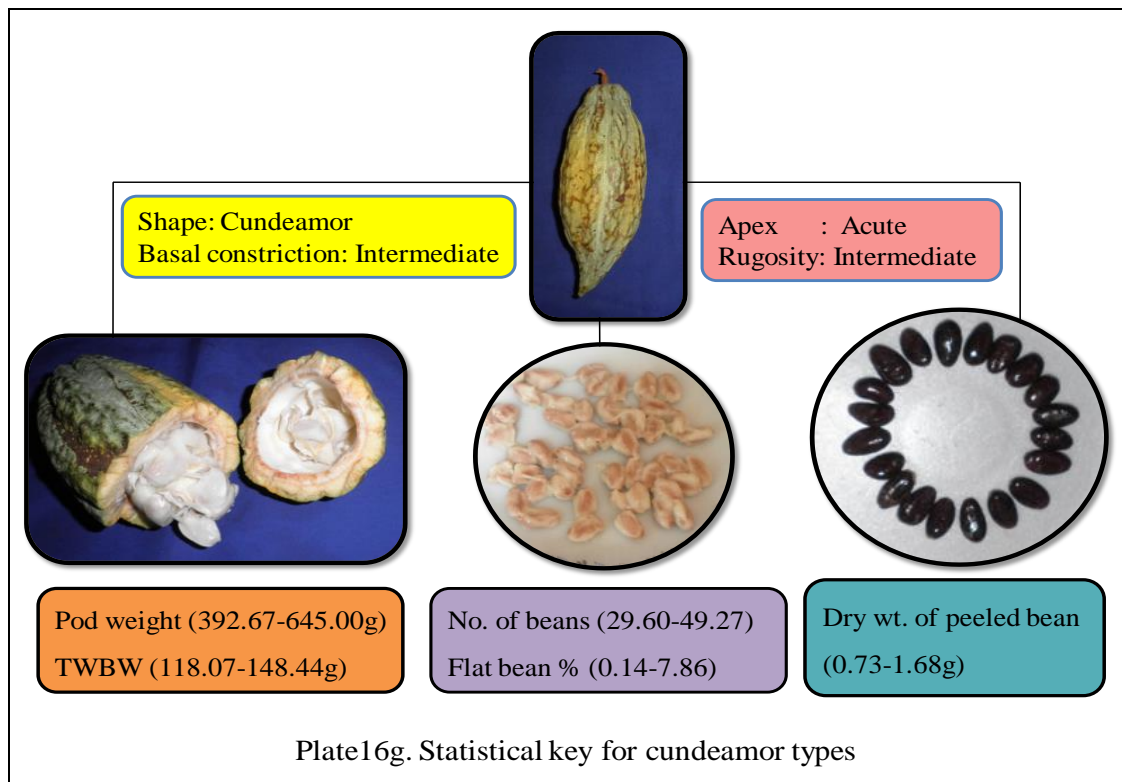 Shape: Cundeamor
Basal constriction: Intermediate
Apex : Acute
Rugosity: Intermediate
Pod weight (392.67-645.00g)
TWBW (118.07-148.44g)
No. of beans (29.60-49.27)
Flat bean % (0.14-7.86)
Dry wt. of peeled bean
(0.73-1.68g)
Plate16g. Statistical key for cundeamor types